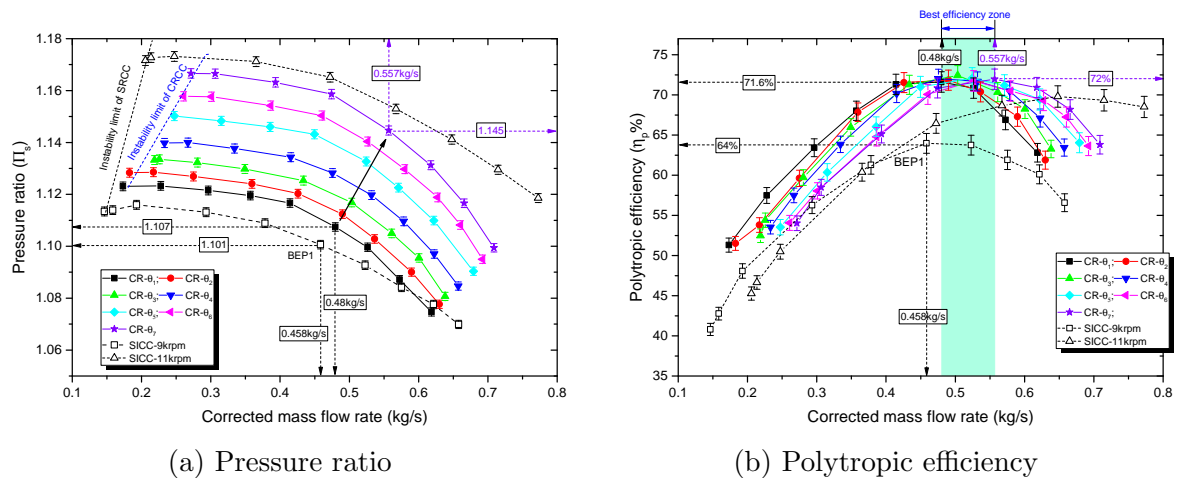 1.18
1.16
1.14
1.12
1.10
1.08
1.06
0.1
0.2
0.3
0.4
0.5
0.6
0.7
0.8
Pressure ratio (Πs)
Corrected mass flow rate (kg/s)
Instability limit of SRCC
Instability limit of CRCC
0.557kg/s
1.145
1.107
1.101
BEP1
0.48kg/s
0.458kg/s
CR-θ1; CR-θ2
CR-θ3; CR-θ4
CR-θ5; CR-θ6
CR-θ7
SICC-9krpm
SICC-11krpm
(a) Pressure ratio
Best efficiency zone
75
70
65
60
55
50
45
40
35
0.1
0.2
0.3
0.4
0.5
0.6
0.7
0.8
Polytropic efficiency (ηp %)
Corrected mass flow rate (kg/s)
0.48kg/s
0.557kg/s
71.6%
72%
64%
BEP1
0.458kg/s
CR-θ1; CR-θ2
CR-θ3; CR-θ4
CR-θ5; CR-θ6
CR-θ7;
SICC-9krpm
SICC-11krpm
(b) Polytropic efficiency